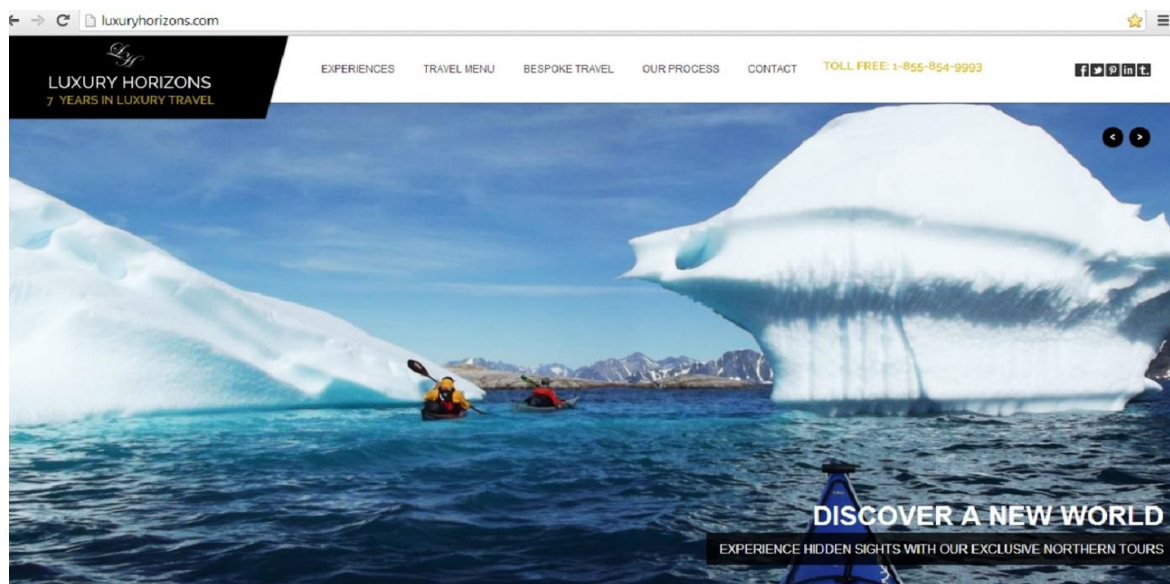 luxuryhorizons.com
LH
LUXURY HORIZONS
7 YEARS IN LUXURY TRAVEL
EXPERIENCES
TRAVEL MENU
BESPOKE TRAVEL
OUR PROCESS
CONTACT
TOLL FREE: 1-855-854-9993
DISCOVER A NEW WORLD
EXPERIENCE HIDDEN SIGHTS WITH OUR EXCLUSIVE NORTHERN TOURS